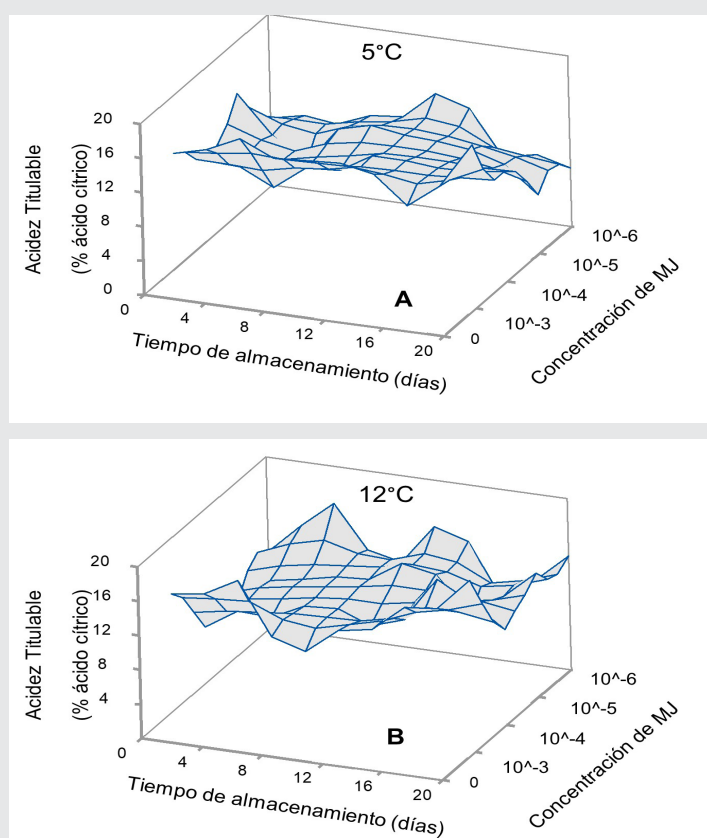 5°C
20
16
12
8
4
0
Acidez Titulable
(% ácido cítrico)
0
4
8
12
16
20
Tiempo de almacenamiento (días)
A
0
10^-3
10^-4
10^-5
10^-6
Concentración de MJ
12°C
20
16
12
8
4
Acidez Titulable
(% ácido cítrico)
0
4
8
12
16
20
Tiempo de almacenamiento (días)
B
0
10^-3
10^-4
10^-5
10^-6
Concentración de MJ